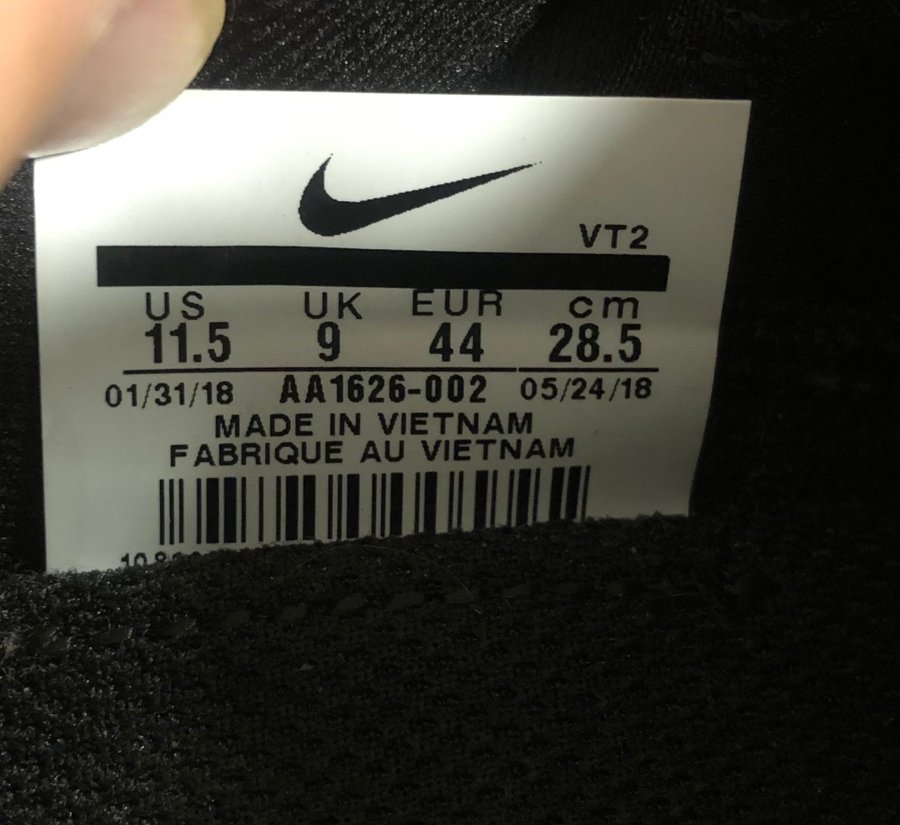 VT2
US UK EUR cm
11.5 9 44 28.5
01/31/18 AA1626-002 05/24/18
MADE IN VIETNAM
FABRIQUE AU VIETNAM